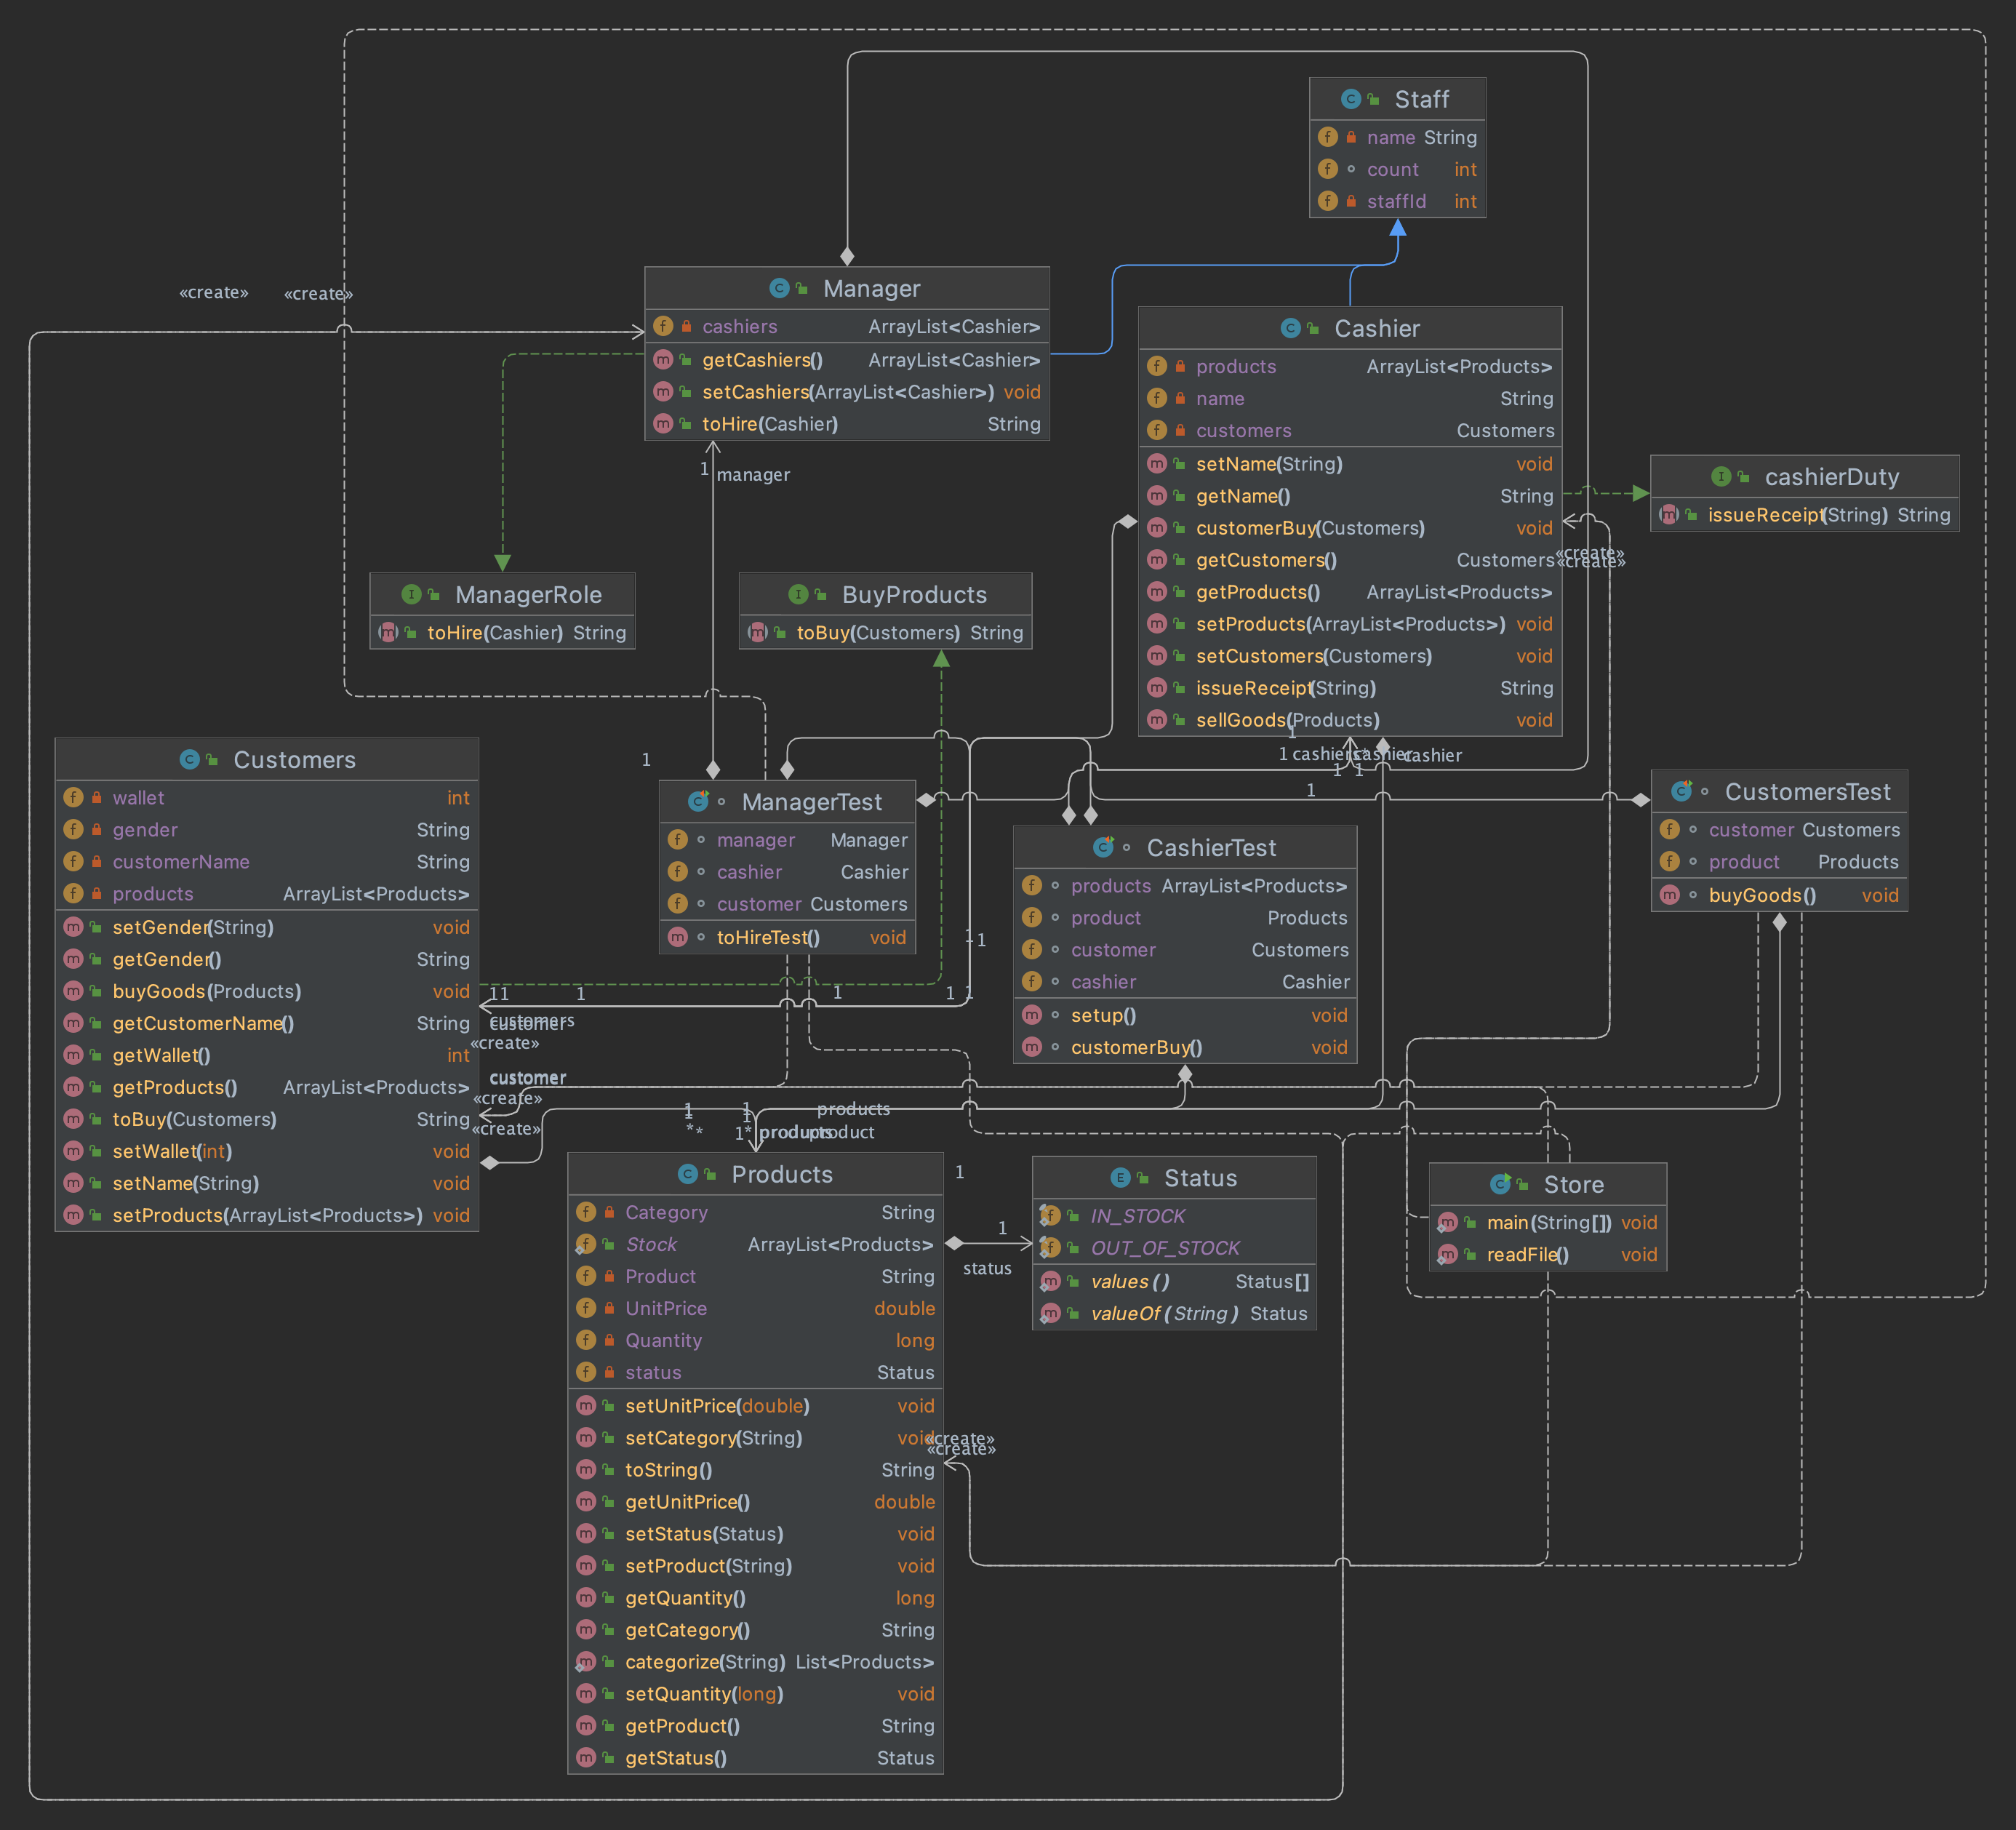 Staff
name String
count int
staffId int
«create» «create»
Manager
cashiers ArrayList<Cashier>
getCashiers() ArrayList<Cashier>
setCashiers(ArrayList<Cashier>) void
toHire(Cashier) String
1 manager
Cashier
products ArrayList<Products>
name String
customers Customers
setName(String) void
getName() String
customerBuy(Customers) void
getCustomers() Customers
getProducts() ArrayList<Products>
setProducts(ArrayList<Products>) void
setCustomers(Customers) void
issueReceipt(String) String
sellGoods(Products) void
cashierDuty
issueReceipt(String) String
«create»
«create»
ManagerRole
toHire(Cashier) String
BuyProducts
toBuy(Customers) String
1
1 cashiers* cashier cashier
1 1
1
1
Customers
wallet int
gender String
customerName String
products ArrayList<Products>
setGender(String) void
getGender() String
buyGoods(Products) void
getCustomerName() String
getWallet() int
getProducts() ArrayList<Products>
toBuy(Customers) String
setWallet(int) void
setName(String) void
setProducts(ArrayList<Products>) void
ManagerTest
manager Manager
cashier Cashier
customer Customers
toHireTest() void
CashierTest
products ArrayList<Products>
product Products
customer Customers
cashier Cashier
setup() void
customerBuy() void
CustomersTest
customer Customers
product Products
buyGoods() void
1 1
11 1 1 1 1
customers
customer
«create»
customer
«create»
«create»
1 1 products
1
** 1* products product
Products
Category String
Stock ArrayList<Products>
Product String
UnitPrice double
Quantity long
status Status
setUnitPrice(double) void
setCategory(String) void
toString() String
getUnitPrice() double
setStatus(Status) void
setProduct(String) void
getQuantity() long
getCategory() String
categorize(String) List<Products>
setQuantity(long) void
getProduct() String
getStatus() Status
1
1
status
Status
IN_STOCK
OUT_OF_STOCK
values() Status[]
valueOf(String) Status
Store
main(String[]) void
readFile() void
«create»
«create»